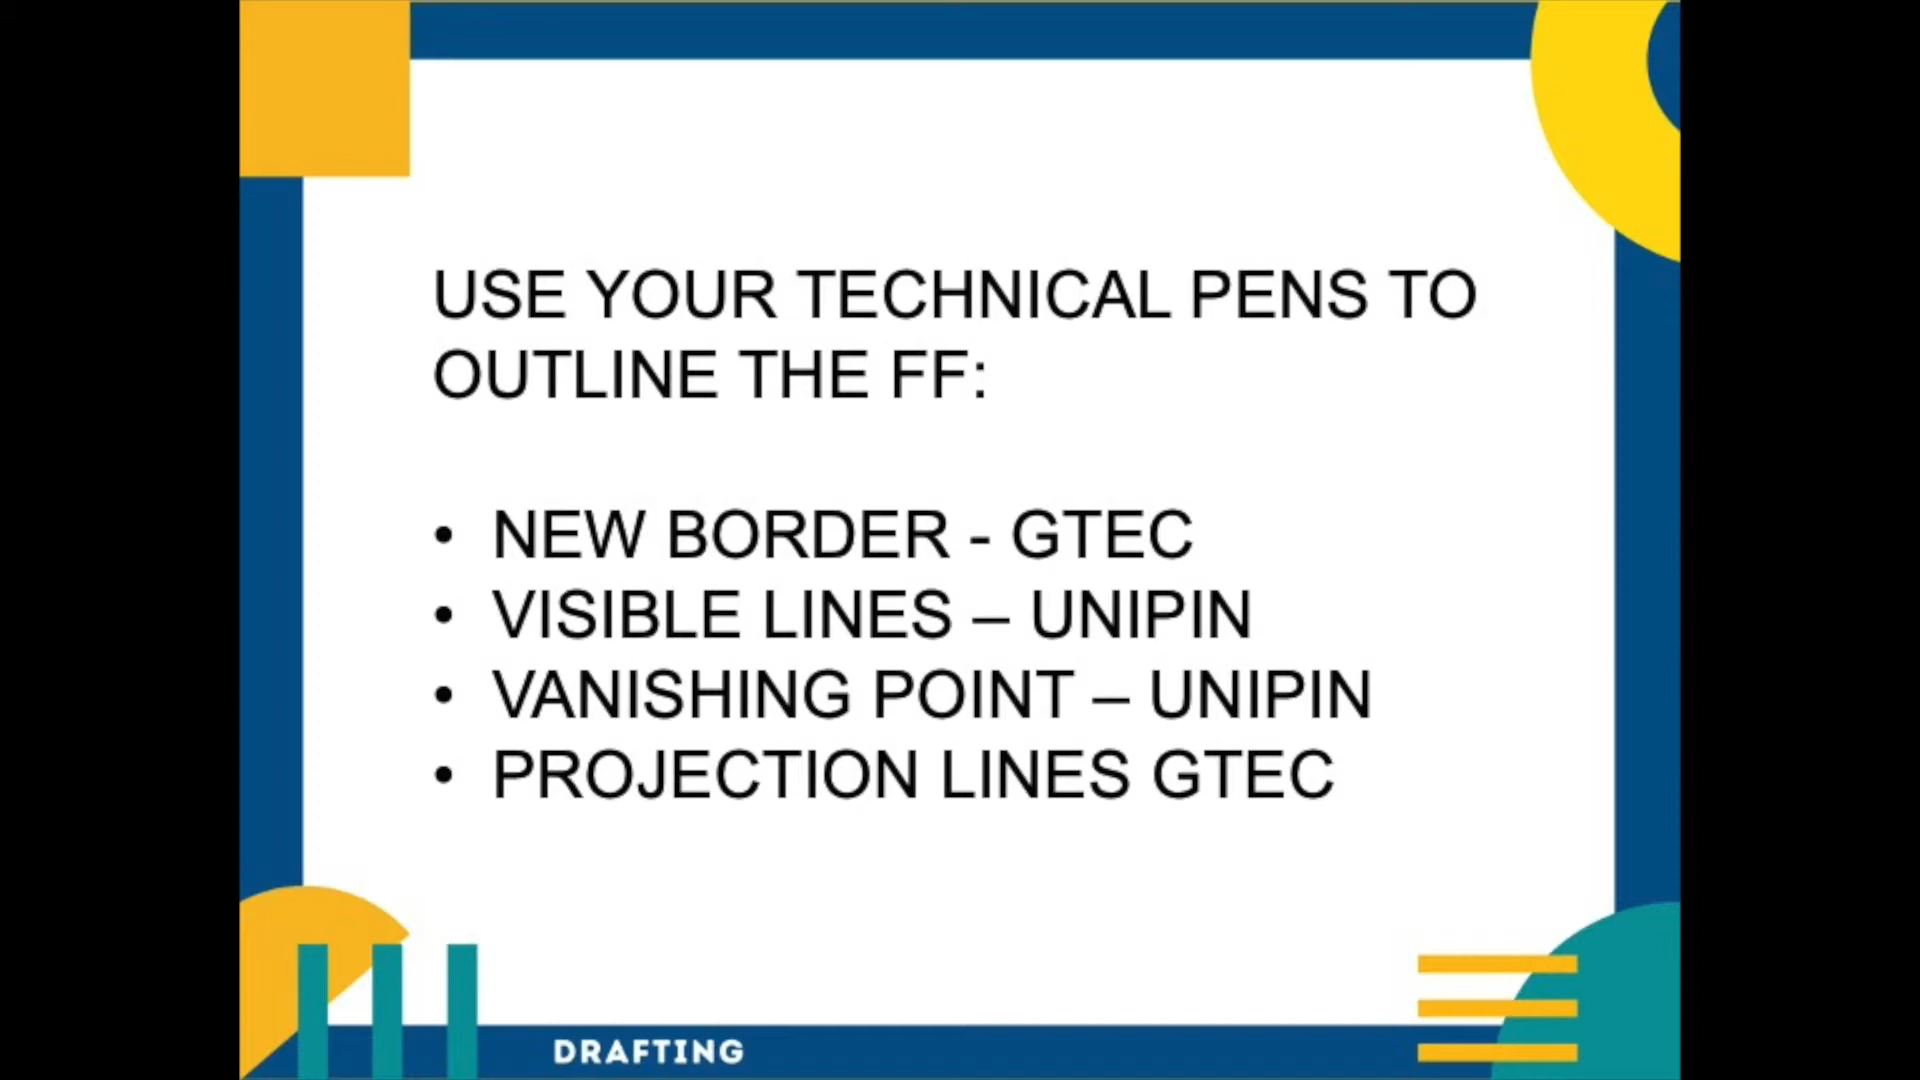 USE YOUR TECHNICAL PENS TO
OUTLINE THE FF:
• NEW BORDER - GTEC
• VISIBLE LINES – UNIPIN
• VANISHING POINT – UNIPIN
• PROJECTION LINES GTEC
DRAFTING